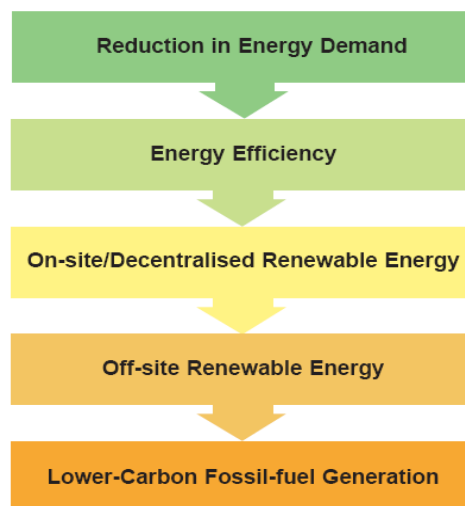 Reduction in Energy Demand
Energy Efficiency
On-site/Decentralised Renewable Energy
Off-site Renewable Energy
Lower-Carbon Fossil-fuel Generation